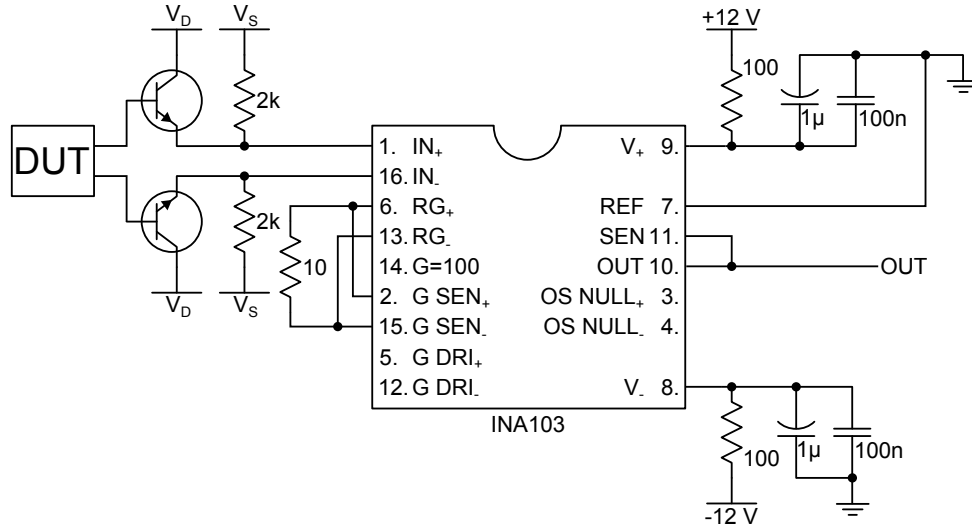 V_D
V_S
2k
DUT
2k
V_D
V_S
10
1. IN₊
16. IN₋
6. RG₊
13. RG₋
14. G=100
2. G SEN₊
15. G SEN₋
5. G DRI₊
12. G DRI₋
V₊ 9.
REF 7.
SEN 11.
OUT 10.
OS NULL₊ 3.
OS NULL₋ 4.
V₋ 8.
INA103
+12 V
100
1µ
100n
OUT
100
1µ
100n
-12 V